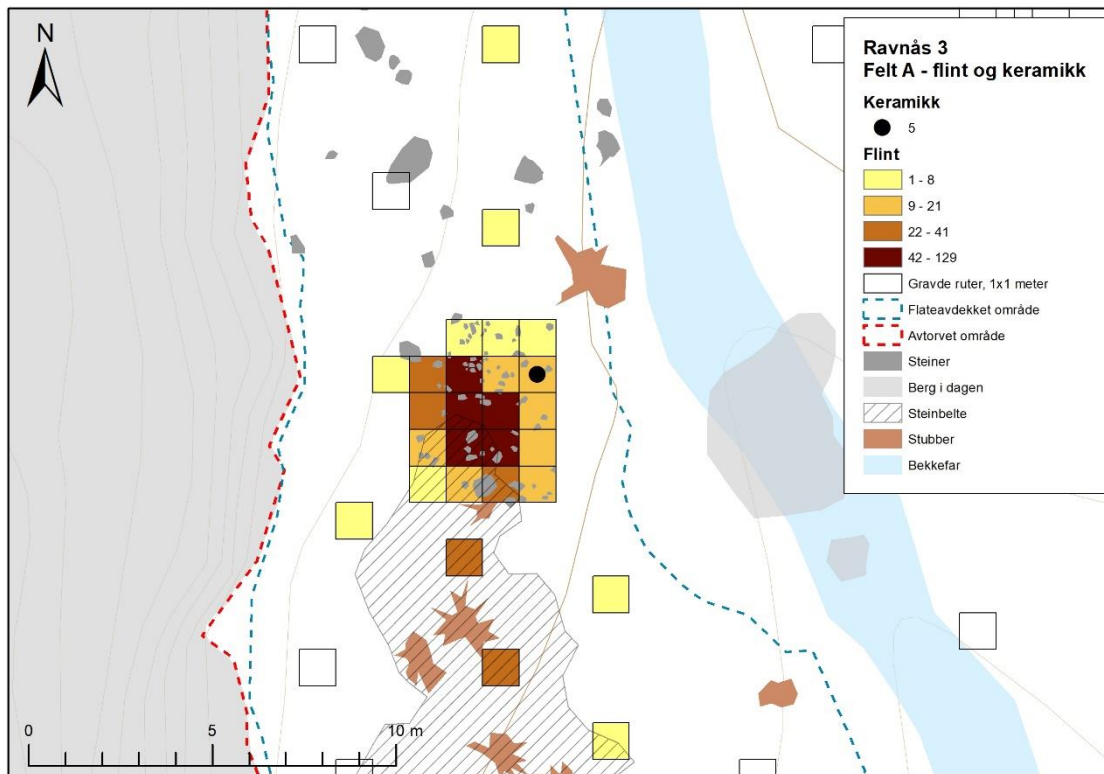 N
Ravnås 3
Felt A - flint og keramikk
Keramikk
5
Flint
1 - 8
9 - 21
22 - 41
42 - 129
Gravde ruter, 1x1 meter
Flateavdekket område
Avtorvet område
Steiner
Berg i dagen
Steinbelte
Stubber
Bekkefar
0 5 10 m